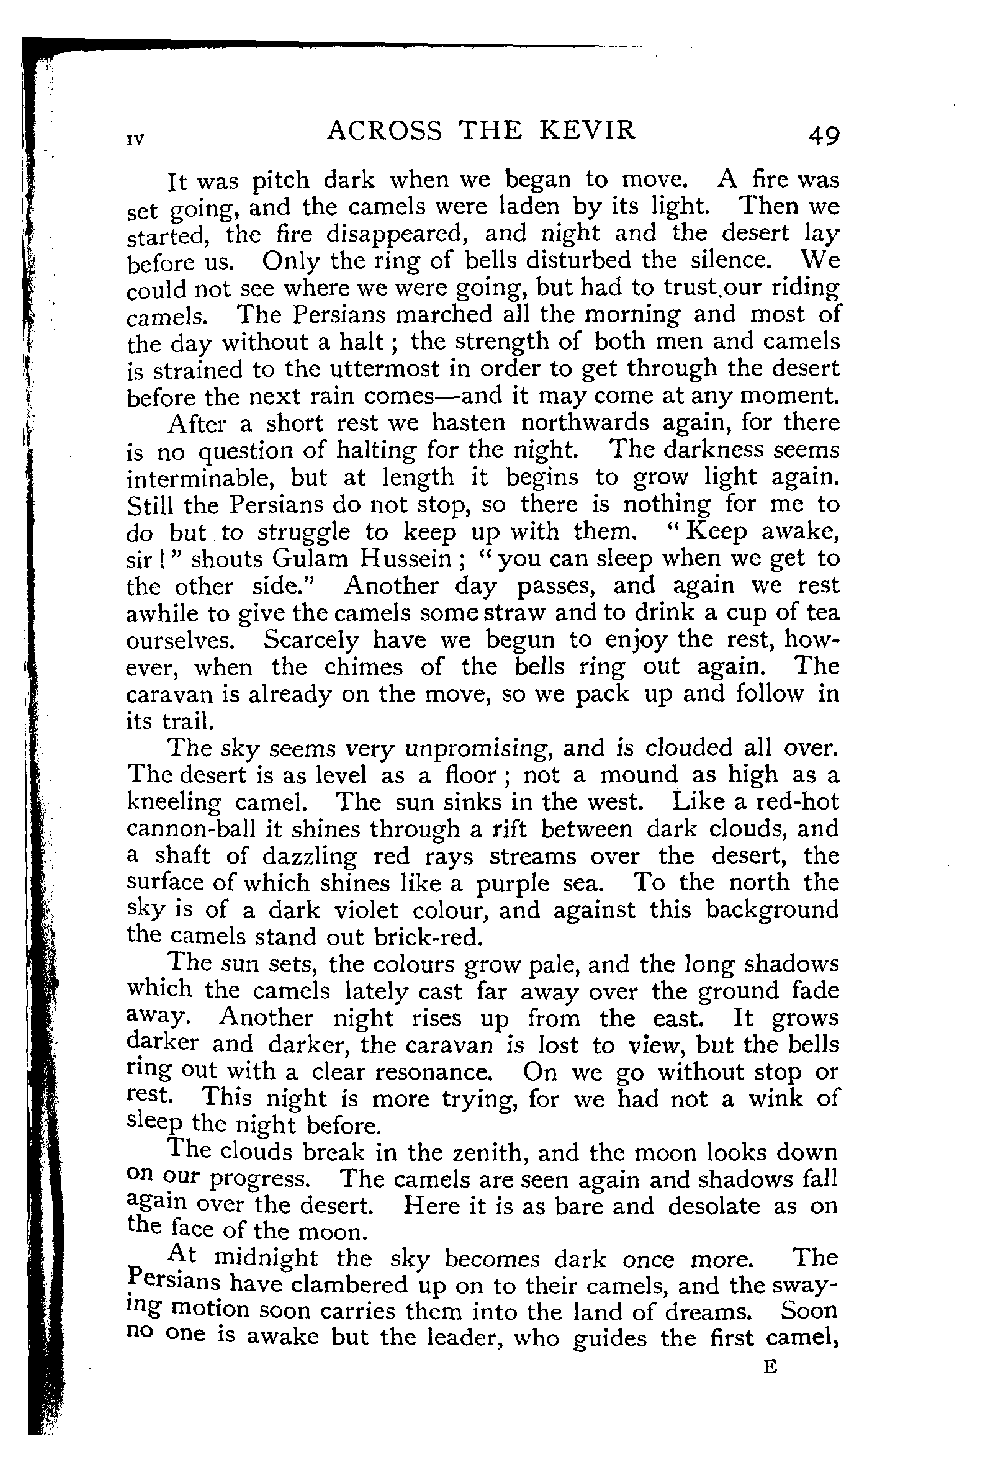 IV ACROSS THE KEVIR 49
It was pitch dark when we began to move. A fire was
set going, and the camels were laden by its light. Then we
started, the fire disappeared, and night and the desert lay
before us. Only the ring of bells disturbed the silence. We
could not see where we were going, but had to trust our riding
camels. The Persians marched all the morning and most of
the day without a halt; the strength of both men and camels
is strained to the uttermost in order to get through the desert
before the next rain comes—and it may come at any moment.
After a short rest we hasten northwards again, for there
is no question of halting for the night. The darkness seems
interminable, but at length it begins to grow light again.
Still the Persians do not stop, so there is nothing for me to
do but to struggle to keep up with them. "Keep awake,
sir!" shouts Gulam Hussein; "you can sleep when we get to
the other side." Another day passes, and again we rest
awhile to give the camels some straw and to drink a cup of tea
ourselves. Scarcely have we begun to enjoy the rest, how-
ever, when the chimes of the bells ring out again. The
caravan is already on the move, so we pack up and follow in
its trail.
The sky seems very unpromising, and is clouded all over.
The desert is as level as a floor; not a mound as high as a
kneeling camel. The sun sinks in the west. Like a red-hot
cannon-ball it shines through a rift between dark clouds, and
a shaft of dazzling red rays streams over the desert, the
surface of which shines like a purple sea. To the north the
sky is of a dark violet colour, and against this background
the camels stand out brick-red.
The sun sets, the colours grow pale, and the long shadows
which the camels lately cast far away over the ground fade
away. Another night rises up from the east. It grows
darker and darker, the caravan is lost to view, but the bells
ring out with a clear resonance. On we go without stop or
rest. This night is more trying, for we had not a wink of
sleep the night before.
The clouds break in the zenith, and the moon looks down
on our progress. The camels are seen again and shadows fall
again over the desert. Here it is as bare and desolate as on
the face of the moon.
At midnight the sky becomes dark once more. The
Persians have clambered up on to their camels, and the sway-
ing motion soon carries them into the land of dreams. Soon
no one is awake but the leader, who guides the first camel,
E